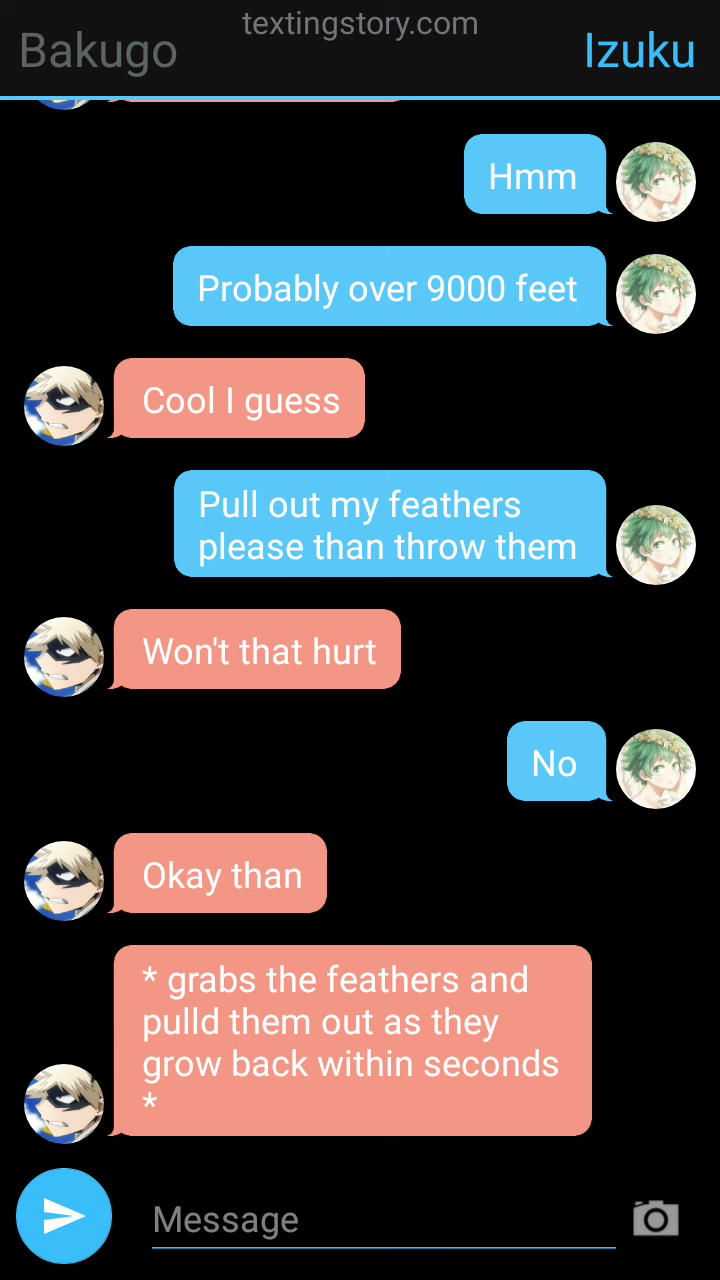 textingstory.com
Bakugo
Izuku
Hmm
Probably over 9000 feet
Cool I guess
Pull out my feathers
please than throw them
Won't that hurt
No
Okay than
* grabs the feathers and
pulld them out as they
grow back within seconds
*
Message